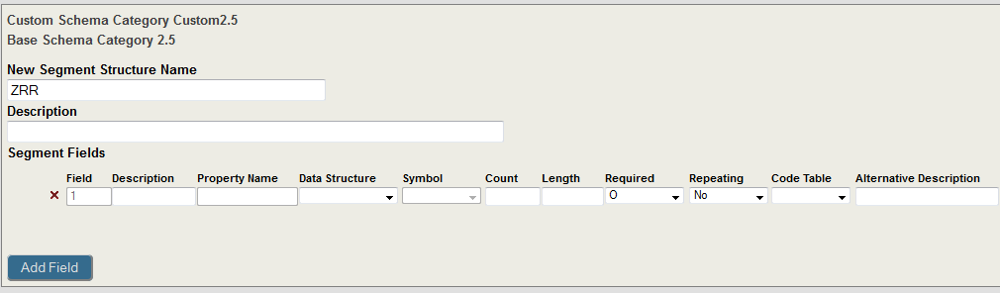 Custom Schema Category Custom2.5
Base Schema Category 2.5
New Segment Structure Name
ZRR
Description
Segment Fields
Field Description Property Name Data Structure Symbol Count Length Required Repeating Code Table Alternative Description
1 O No
Add Field